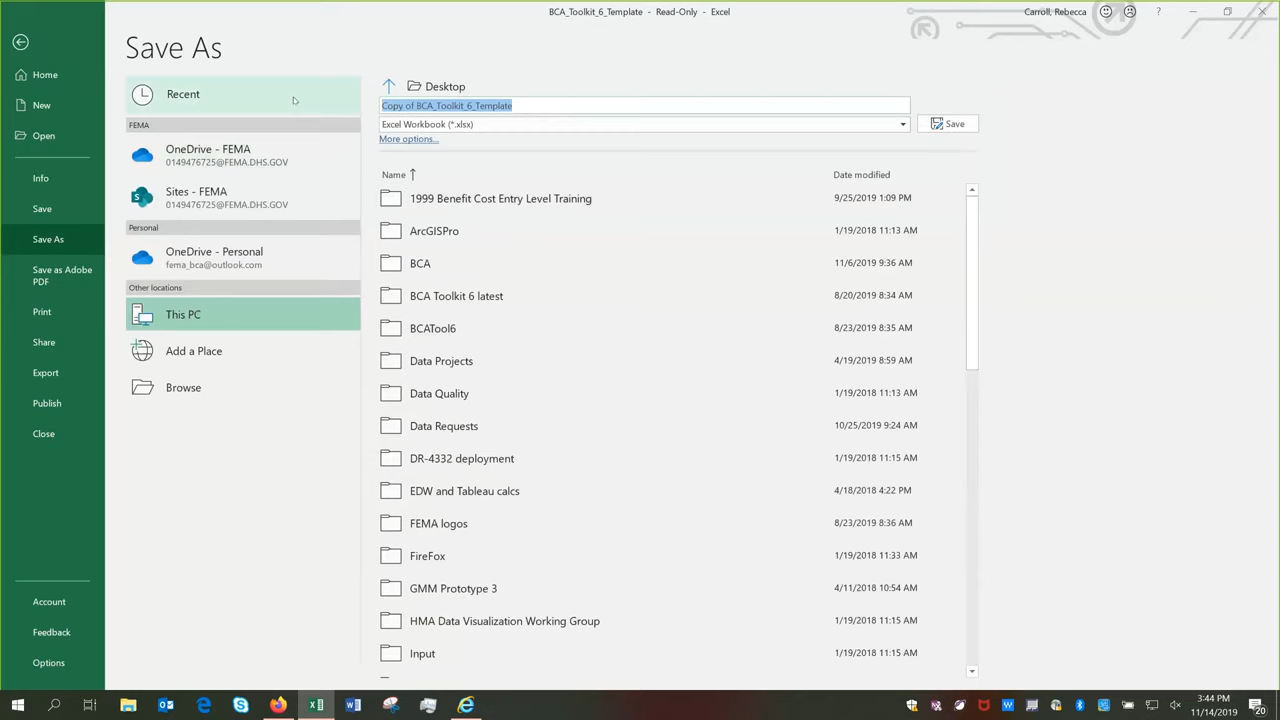 BCA_Toolkit_6_Template - Read-Only - Excel
Carroll, Rebecca
?
Save As
Home
New
Open
Info
Save
Save As
Save as Adobe
PDF
Print
Share
Export
Publish
Close
Account
Feedback
Options
Recent
FEMA
OneDrive - FEMA
0149476725@FEMA.DHS.GOV
Sites - FEMA
0149476725@FEMA.DHS.GOV
Personal
OneDrive - Personal
fema_bca@outlook.com
Other locations
This PC
Add a Place
Browse
Desktop
Copy of BCA_Toolkit_6_Template
Excel Workbook (*.xlsx)
Save
More options...
Name Date modified
1999 Benefit Cost Entry Level Training 9/25/2019 1:09 PM
ArcGISPro 1/19/2018 11:13 AM
BCA 11/6/2019 9:36 AM
BCA Toolkit 6 latest 8/20/2019 8:34 AM
BCATool6 8/23/2019 8:35 AM
Data Projects 4/19/2019 8:59 AM
Data Quality 1/19/2018 11:13 AM
Data Requests 10/25/2019 9:24 AM
DR-4332 deployment 1/19/2018 11:15 AM
EDW and Tableau calcs 4/18/2018 4:22 PM
FEMA logos 8/23/2019 8:36 AM
FireFox 1/19/2018 11:33 AM
GMM Prototype 3 4/11/2018 10:54 AM
HMA Data Visualization Working Group 1/19/2018 11:15 AM
Input 1/19/2018 11:15 AM
3:44 PM
11/14/2019
20